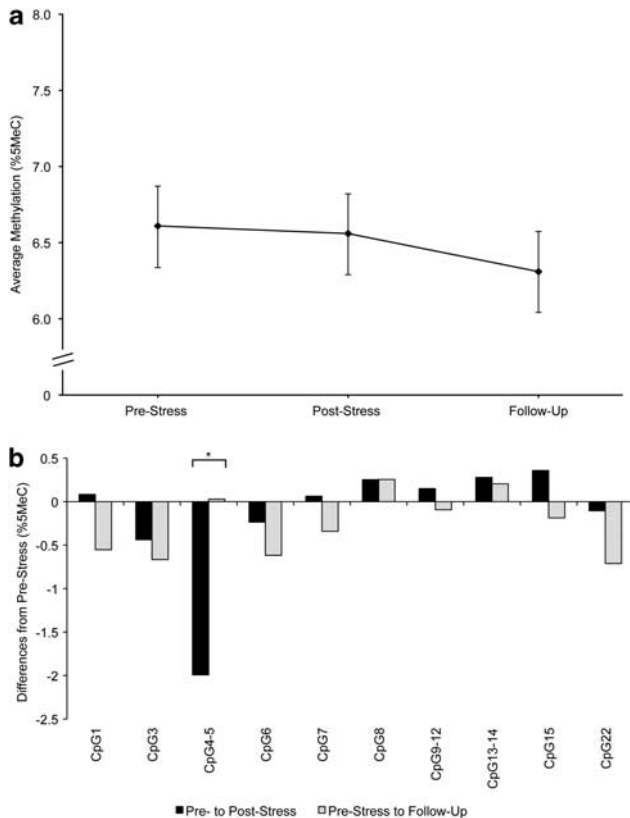 a
8.0
7.5
7.0
6.5
6.0
0
Average Methylation (%5MeC)
Pre-Stress Post-Stress Follow-Up
b
*
0.5
0
-0.5
-1
-1.5
-2
-2.5
Differences from Pre-Stress (%5MeC)
CpG1 CpG3 CpG4-5 CpG6 CpG7 CpG8 CpG9-12 CpG13-14 CpG15 CpG22
Pre- to Post-Stress Pre-Stress to Follow-Up